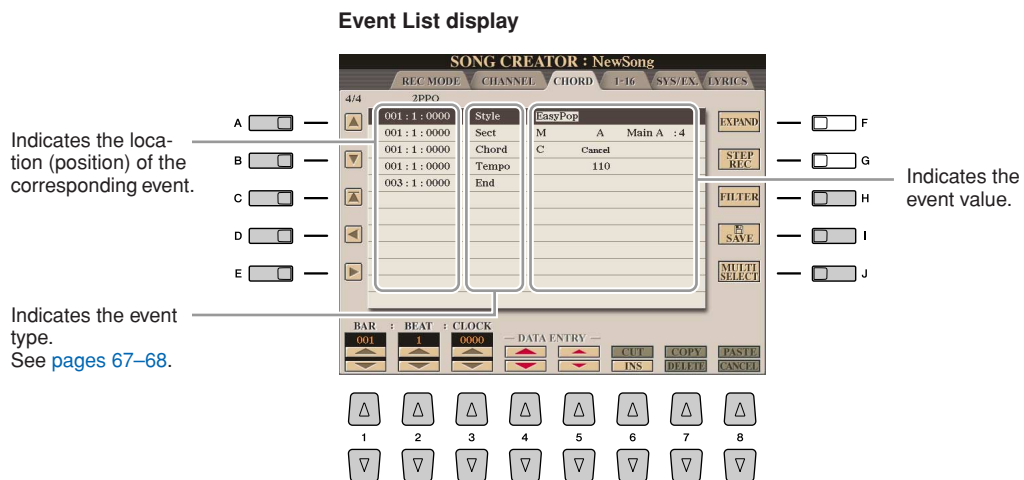 Event List display
SONG CREATOR : NewSong
REC MODE CHANNEL CHORD 1-16 SYS/EX. LYRICS
4/4 2PPQ
001 : 1 : 0000 Style EasyPop
001 : 1 : 0000 Sect M A Main A : 4
001 : 1 : 0000 Chord C Cancel
001 : 1 : 0000 Tempo 110
003 : 1 : 0000 End
A
B
C
D
E
EXPAND
STEP
REC
FILTER
SAVE
MULTI
SELECT
F
G
H
I
J
Indicates the loca-
tion (position) of the
corresponding event.
Indicates the
event value.
Indicates the event
type.
See pages 67–68.
BAR : BEAT : CLOCK
001 1 0000
DATA ENTRY
CUT COPY PASTE
INS DELETE CANCEL
1 2 3 4 5 6 7 8